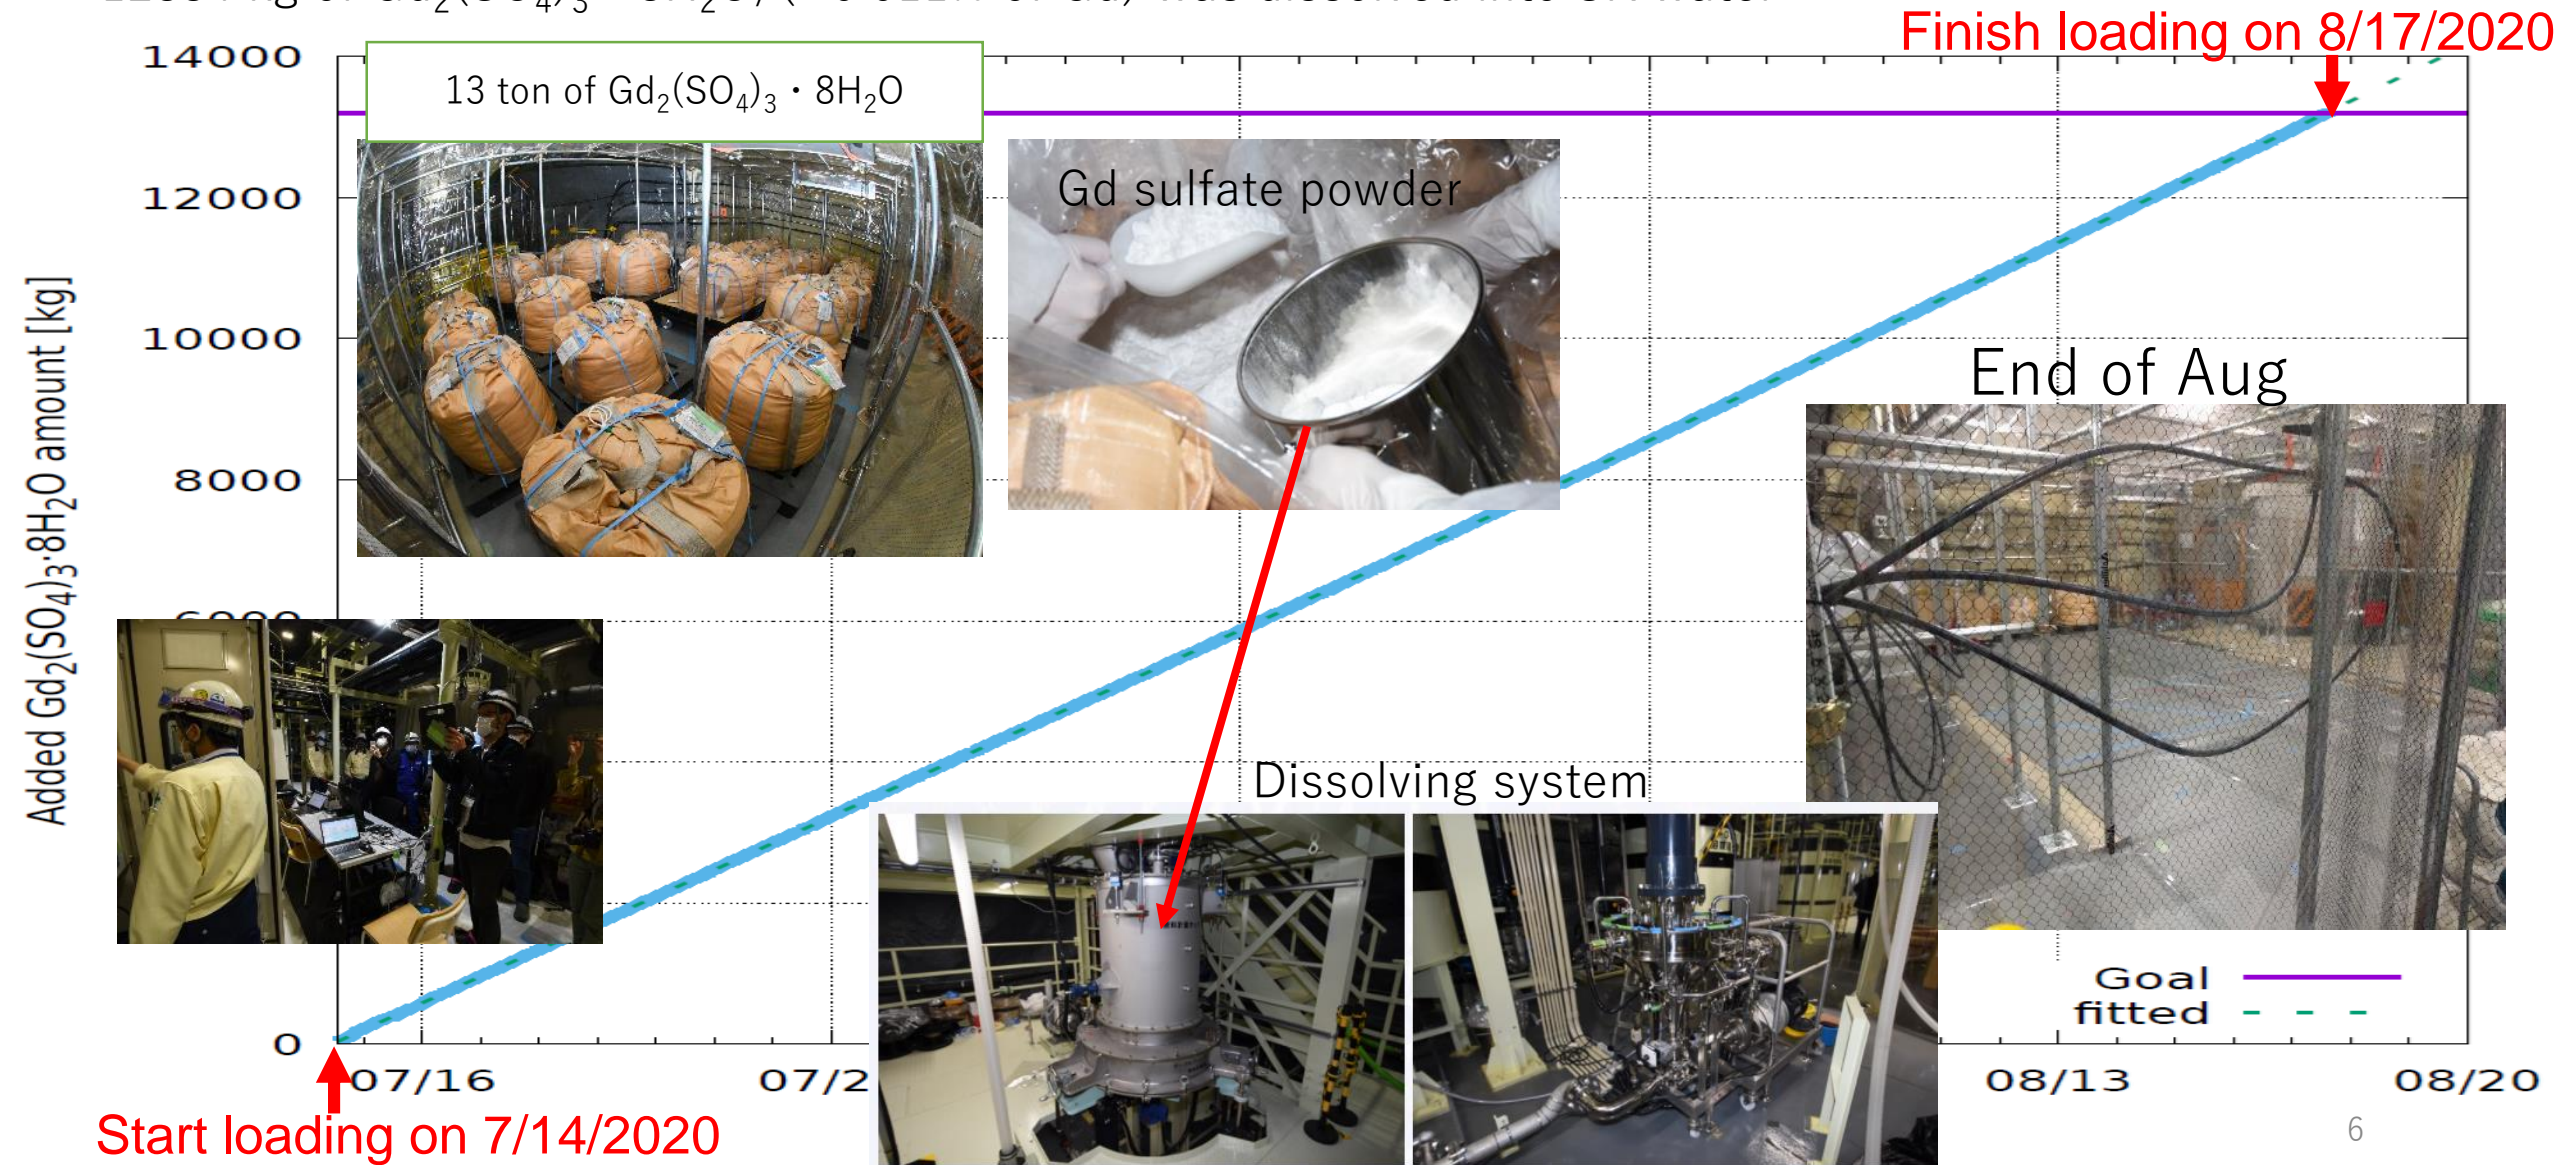 Finish loading on 8/17/2020
14000
13 ton of Gd₂(SO₄)₃・8H₂O
Gd sulfate powder
12000
10000
End of Aug
8000
Added Gd₂(SO₄)₃·8H₂O amount [kg]
Dissolving system
Goal
fitted
0
07/16
07/2
08/13
08/20
Start loading on 7/14/2020
6